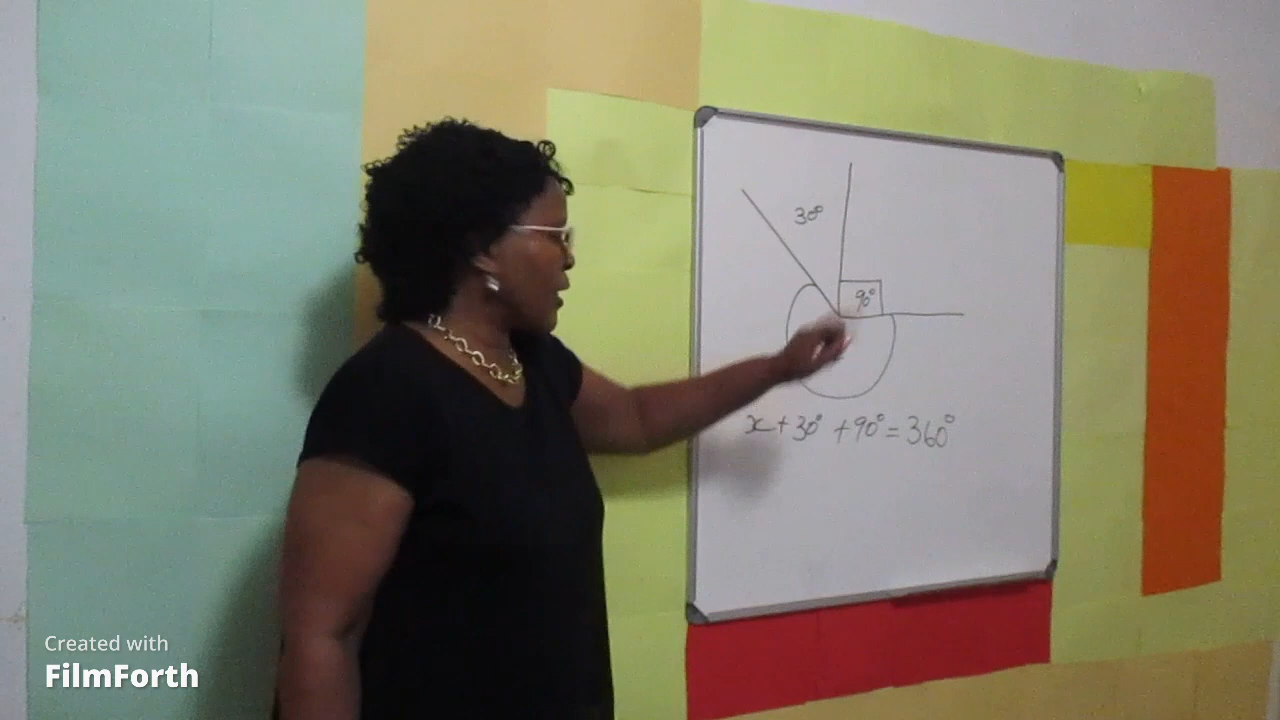 30°
90°
x + 30° + 90° = 360°
Created with
FilmForth